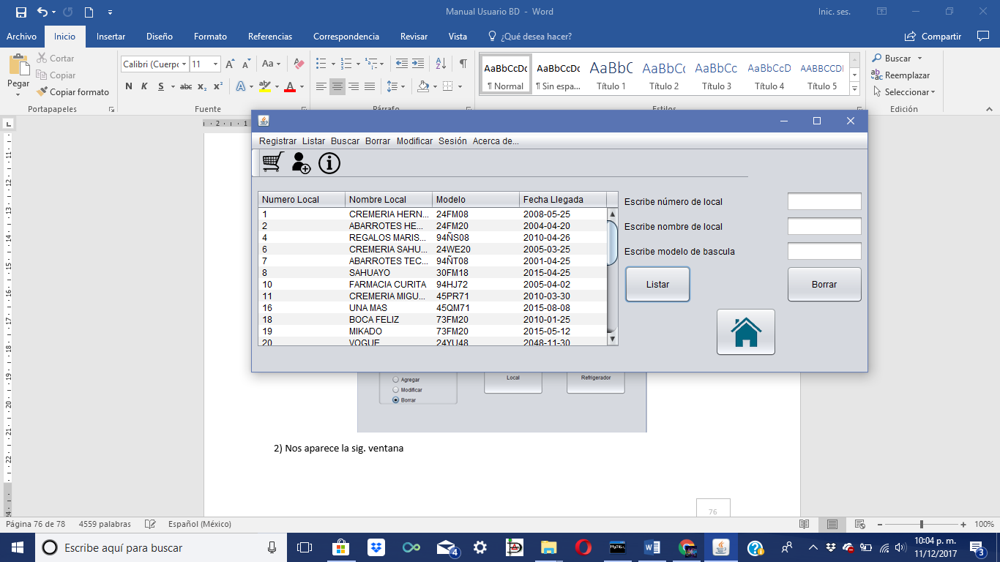 Manual Usuario BD - Word
Inic. ses.
Archivo Inicio Insertar Diseño Formato Referencias Correspondencia Revisar Vista ¿Qué desea hacer? Compartir
Pegar
Cortar
Copiar
Copiar formato
Portapapeles
Calibri (Cuerpo 11
N K S abc x₂ x² A A Aa
Fuente
Párrafo
AaBbCcDc AaBbCcDc AaBbC AaBbCcC AaBbCc AaBbCcD AABBCCDI
¶ Normal ¶ Sin espa... Título 1 Título 2 Título 3 Título 4 Título 5
Estilos
Buscar
Reemplazar
Seleccionar
Edición
Registrar Listar Buscar Borrar Modificar Sesión Acerca de...
Numero Local Nombre Local Modelo Fecha Llegada
1 CREMERIA HERN... 24FM08 2008-05-25
2 ABARROTES HE... 24FM20 2004-04-20
4 REGALOS MARIS... 94ÑS08 2010-04-26
6 CREMERIA SAHU... 24WE20 2005-03-25
7 ABARROTES TEC... 94ÑT08 2001-04-25
8 SAHUAYO 30FM18 2015-04-25
10 FARMACIA CURITA 94HJ72 2005-04-02
11 CREMERIA MIGU... 45PR71 2010-03-30
16 UNA MAS 45QM71 2015-08-08
18 BOCA FELIZ 73FM20 2010-01-25
19 MIKADO 73FM20 2015-05-12
20 VOGUE 24YU48 2048-11-30
Escribe número de local
Escribe nombre de local
Escribe modelo de bascula
Listar Borrar
Agregar
Modificar
Borrar
Local Refrigerador
2) Nos aparece la sig. ventana
76
Página 76 de 78 4559 palabras Español (México) 100%
Escribe aquí para buscar
4
MySQL
10:04 p. m.
11/12/2017
3